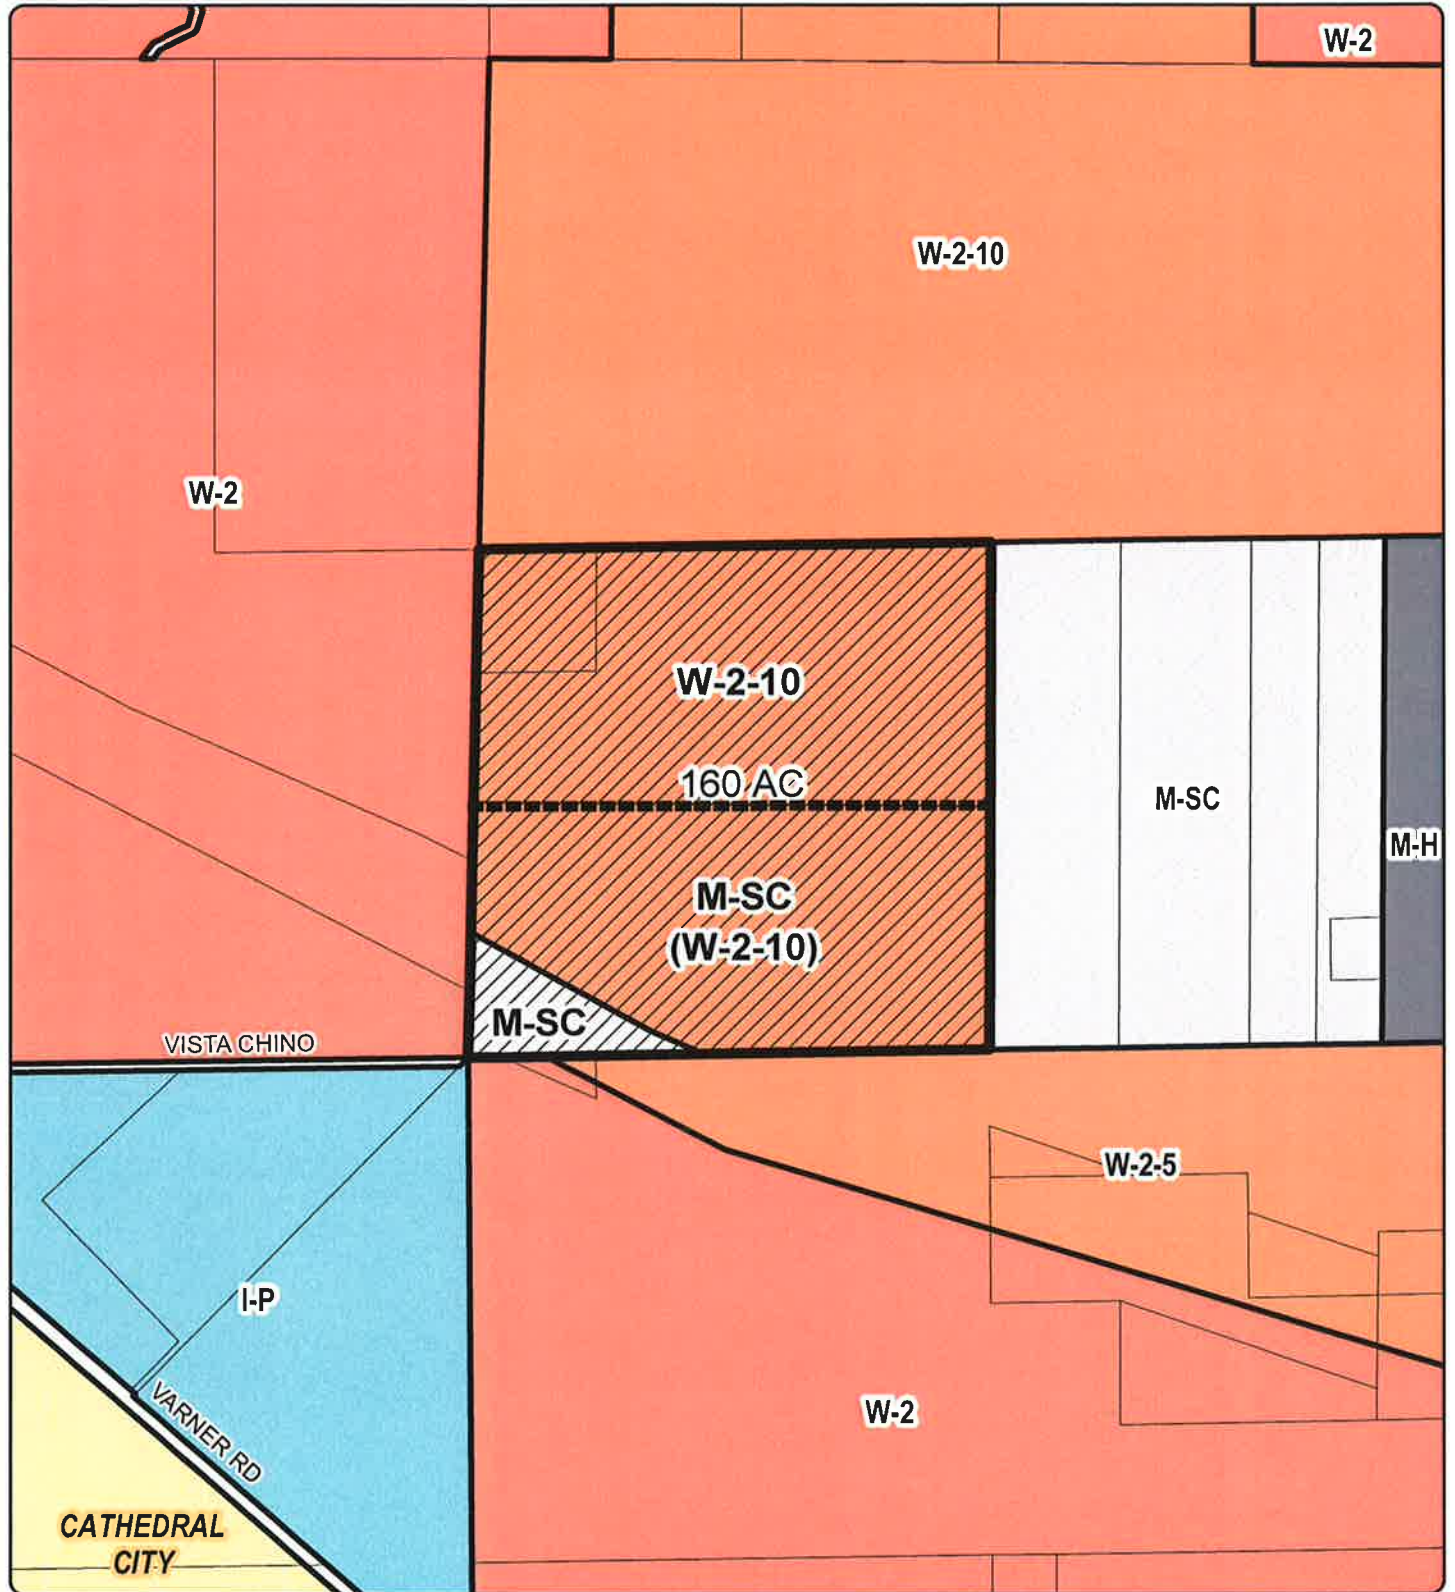 W-2
W-2-10
W-2
W-2-10
160 AC
M-SC
M-SC
(W-2-10)
M-H
M-SC
VISTA CHINO
W-2-5
I-P
VARNER RD
W-2
CATHEDRAL
CITY